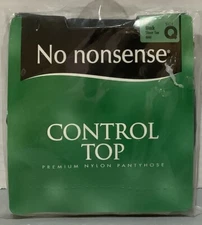 No nonsense®
Q
CONTROL
TOP
PREMIUM NYLON PANTYHOSE